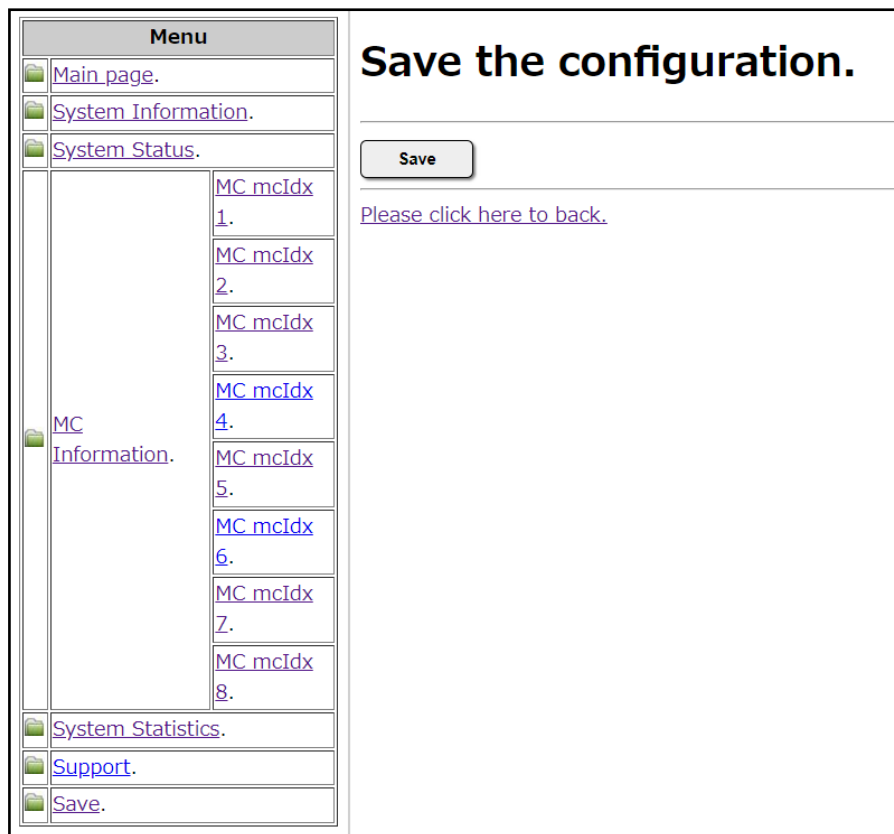 Menu
Main page.
System Information.
System Status.
MC
Information.
MC mcIdx
1.
MC mcIdx
2.
MC mcIdx
3.
MC mcIdx
4.
MC mcIdx
5.
MC mcIdx
6.
MC mcIdx
7.
MC mcIdx
8.
System Statistics.
Support.
Save.
Save the configuration.
Save
Please click here to back.